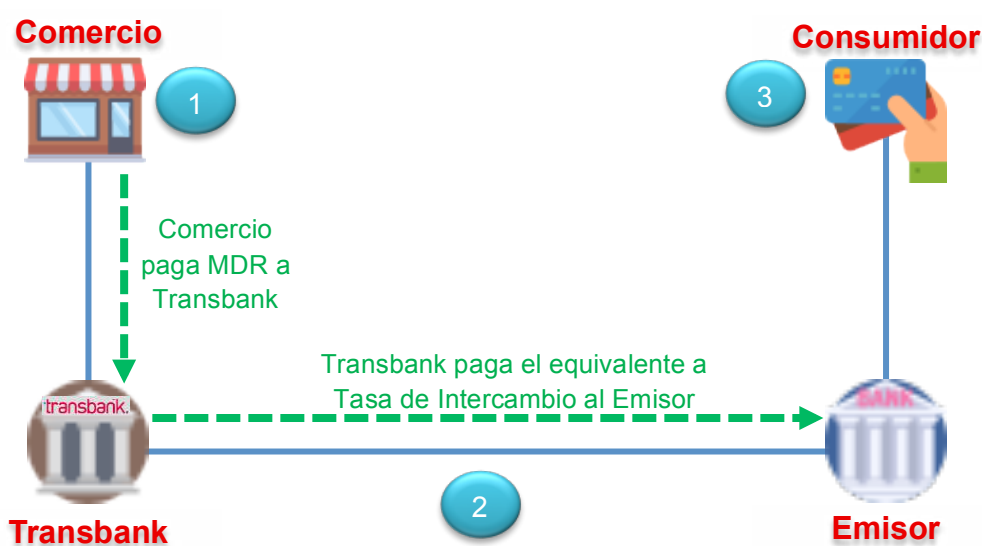 Comercio
Consumidor
1
3
Comercio
paga MDR a
Transbank
Transbank paga el equivalente a
Tasa de Intercambio al Emisor
transbank.
BANK
2
Transbank
Emisor